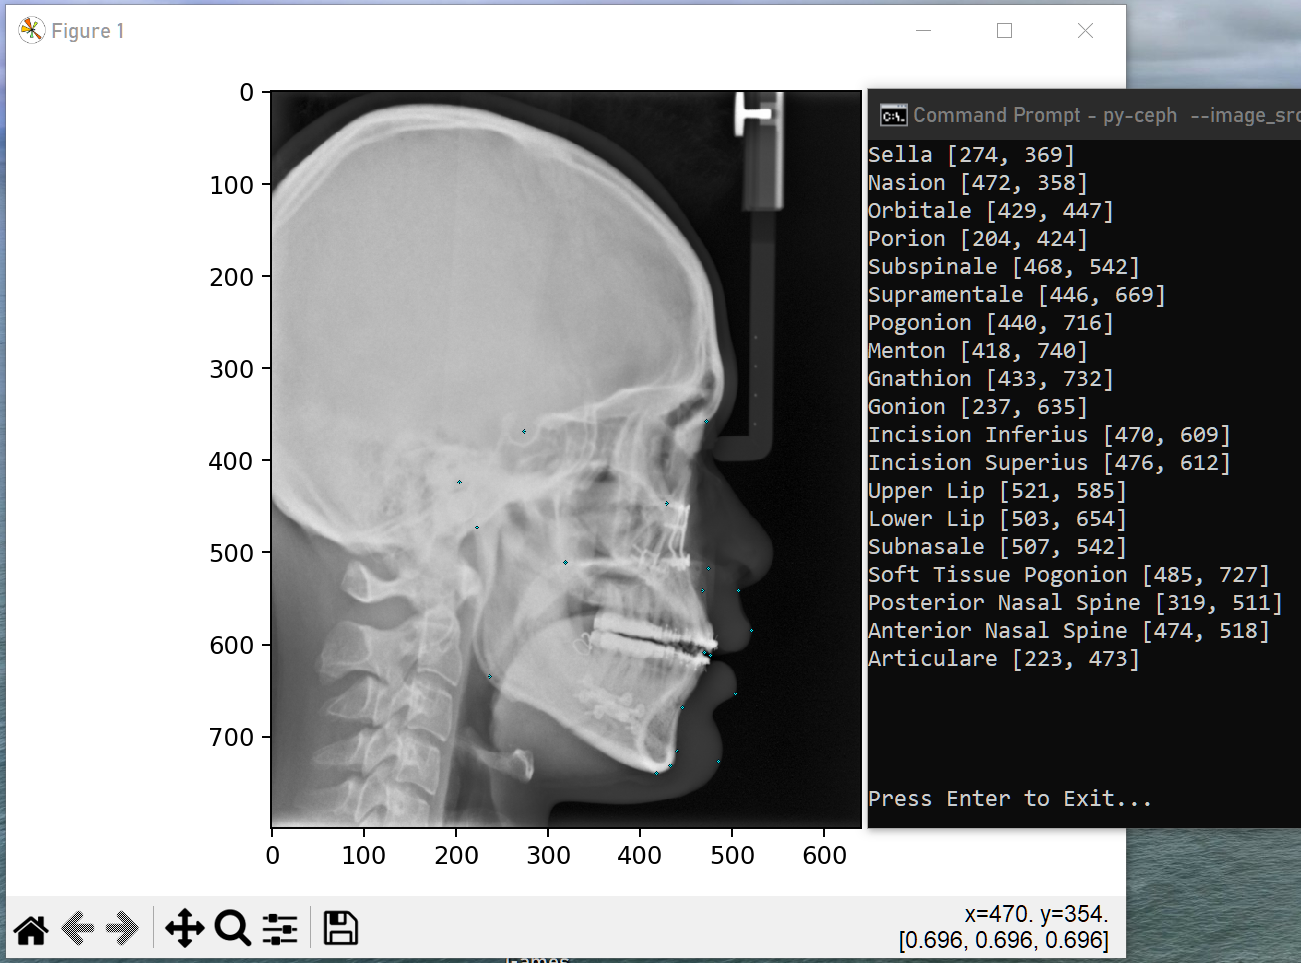 Figure 1
Command Prompt - py-ceph --image_src
0
100
200
300
400
500
600
700
0 100 200 300 400 500 600
Sella [274, 369]
Nasion [472, 358]
Orbitale [429, 447]
Porion [204, 424]
Subspinale [468, 542]
Supramentale [446, 669]
Pogonion [440, 716]
Menton [418, 740]
Gnathion [433, 732]
Gonion [237, 635]
Incision Inferius [470, 609]
Incision Superius [476, 612]
Upper Lip [521, 585]
Lower Lip [503, 654]
Subnasale [507, 542]
Soft Tissue Pogonion [485, 727]
Posterior Nasal Spine [319, 511]
Anterior Nasal Spine [474, 518]
Articulare [223, 473]
Press Enter to Exit...
x=470. y=354.
[0.696, 0.696, 0.696]